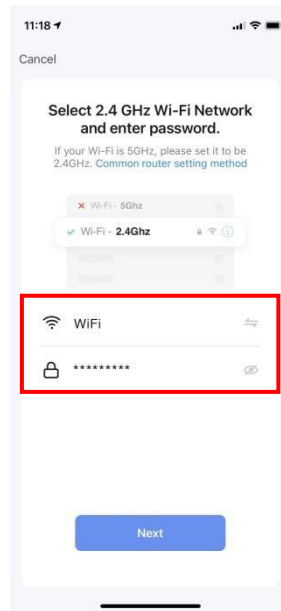 11:18
Cancel
Select 2.4 GHz Wi-Fi Network
and enter password.
If your Wi-Fi is 5GHz, please set it to be
2.4GHz. Common router setting method
Wi-Fi - 5Ghz
Wi-Fi - 2.4Ghz
WiFi
*********
Next